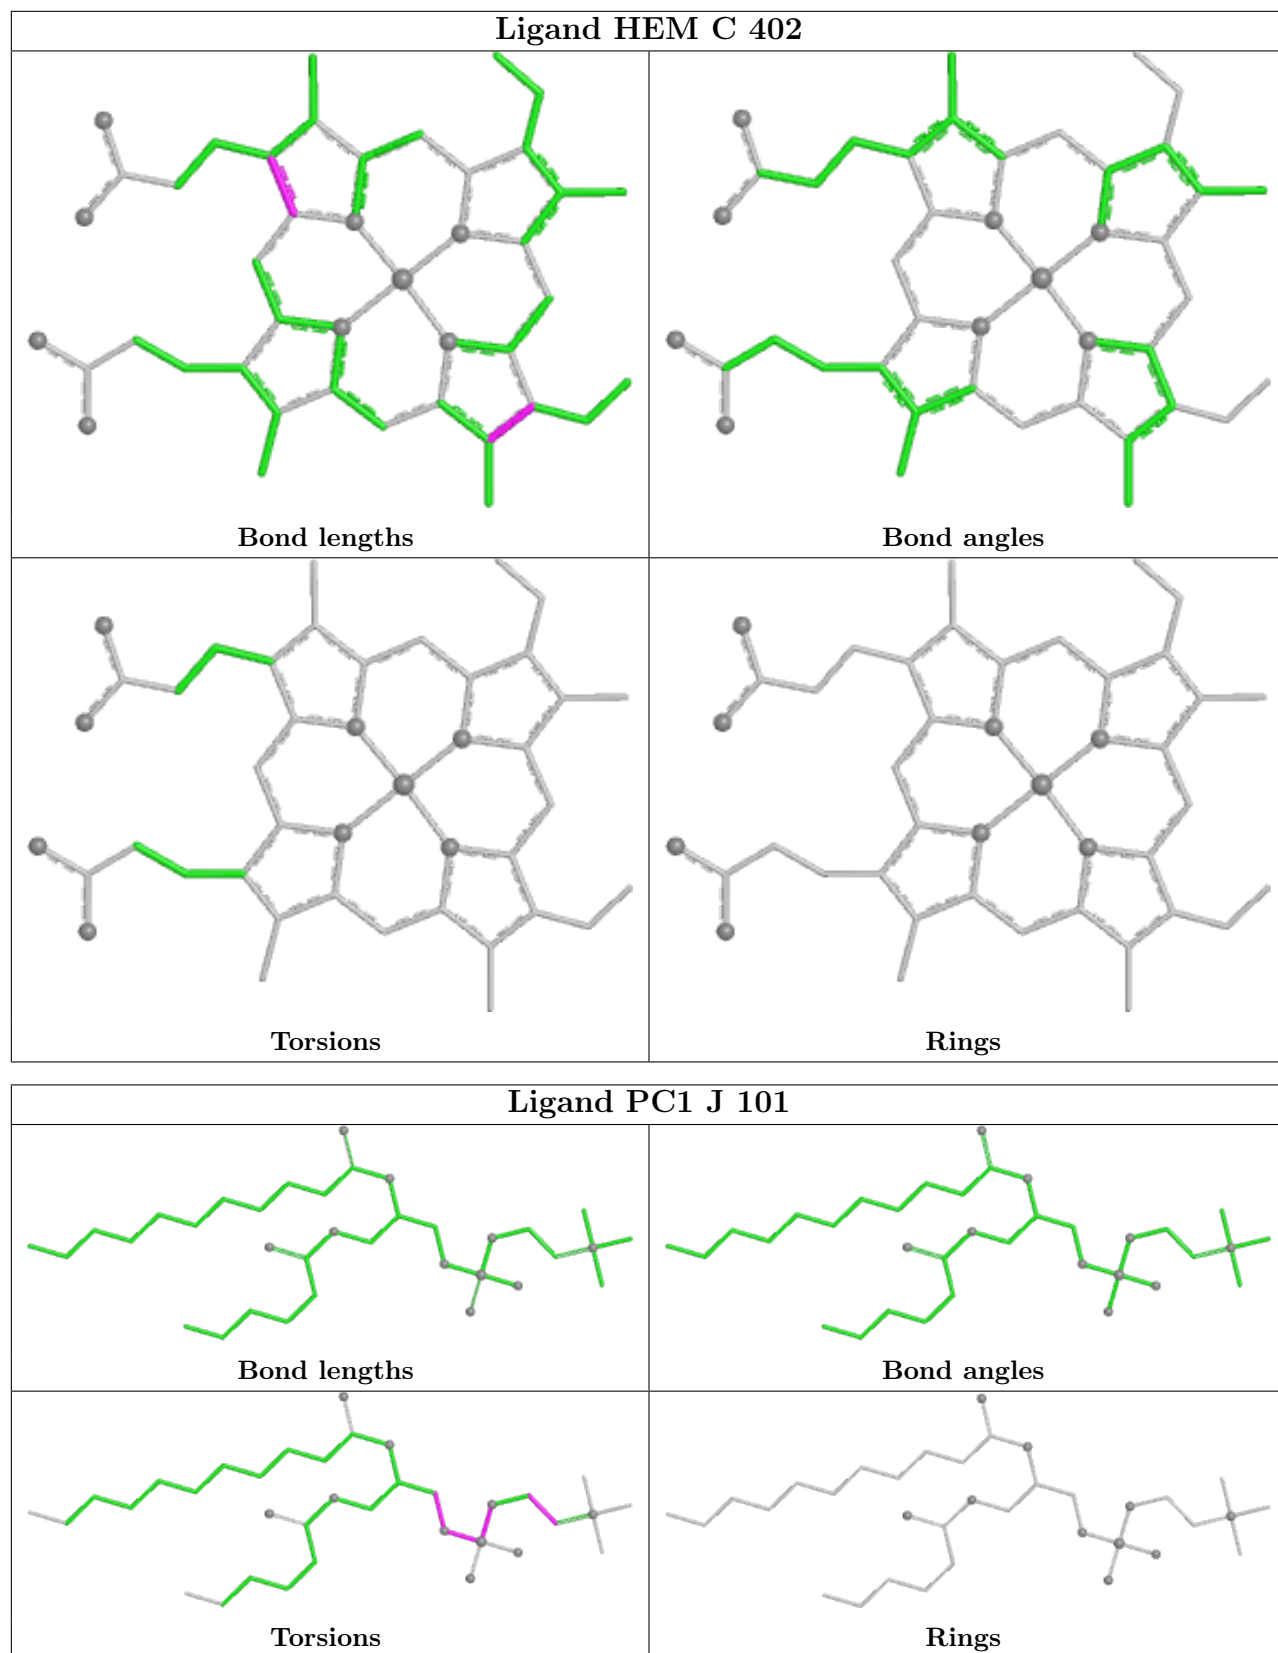 Ligand HEM C 402
Bond lengths
Bond angles
Torsions
Rings
Ligand PC1 J 101
Bond lengths
Bond angles
Torsions
Rings